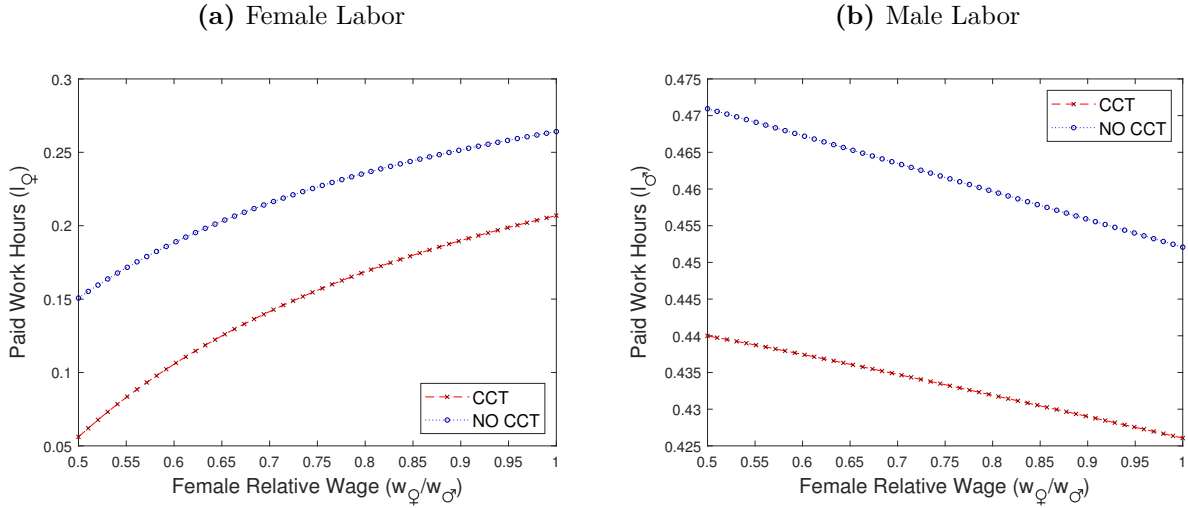 (a) Female Labor
0.3
0.25
0.2
0.15
0.1
0.05
Paid Work Hours (l♀)
0.5 0.55 0.6 0.65 0.7 0.75 0.8 0.85 0.9 0.95 1
Female Relative Wage (w♀/w♂)
CCT
NO CCT
(b) Male Labor
0.475
0.47
0.465
0.46
0.455
0.45
0.445
0.44
0.435
0.43
0.425
Paid Work Hours (l♂)
0.5 0.55 0.6 0.65 0.7 0.75 0.8 0.85 0.9 0.95 1
Female Relative Wage (w♀/w♂)
CCT
NO CCT